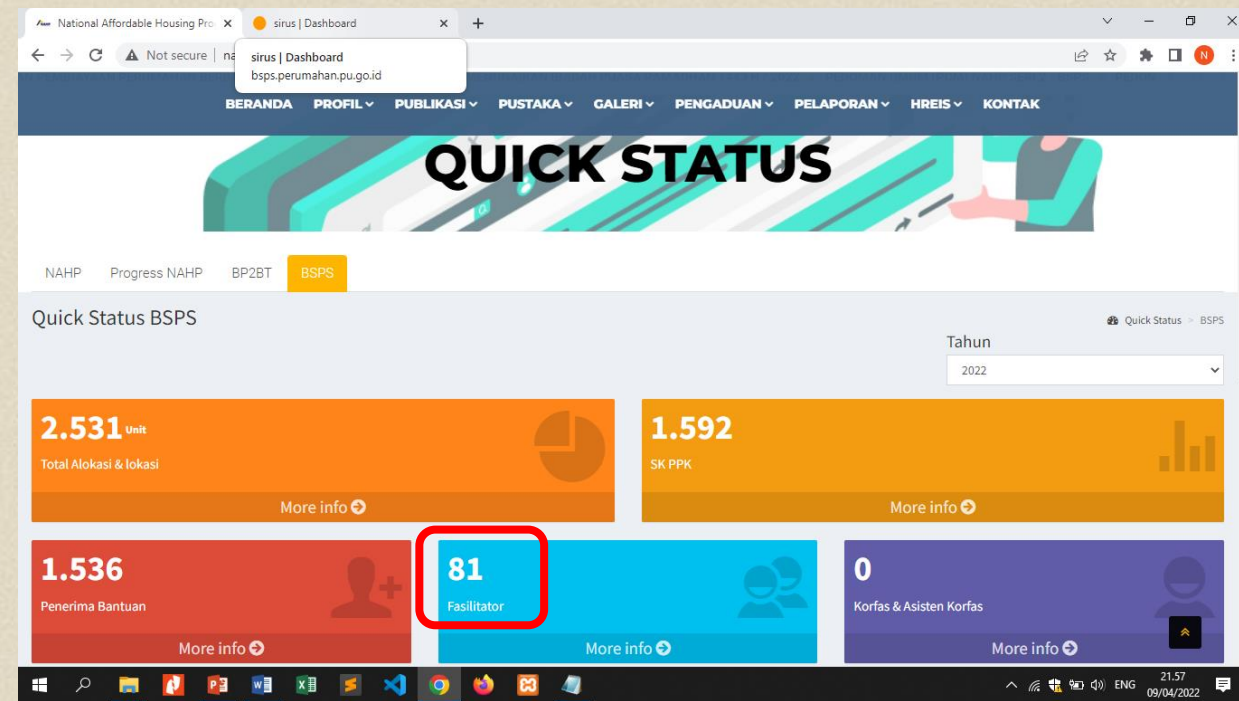 National Affordable Housing Pro
sirus | Dashboard
Not secure | na
sirus | Dashboard
bsps.perumahan.pu.go.id
N
BERANDA PROFIL PUBLIKASI PUSTAKA GALERI PENGADUAN PELAPORAN HREIS KONTAK
QUICK STATUS
NAHP Progress NAHP BP2BT BSPS
Quick Status BSPS
Quick Status > BSPS
Tahun
2022
2.531 Unit
Total Alokasi & lokasi
More info
1.592
SK PPK
More info
1.536
Penerima Bantuan
More info
81
Fasilitator
More info
0
Korfas & Asisten Korfas
More info
ENG
21.57
09/04/2022